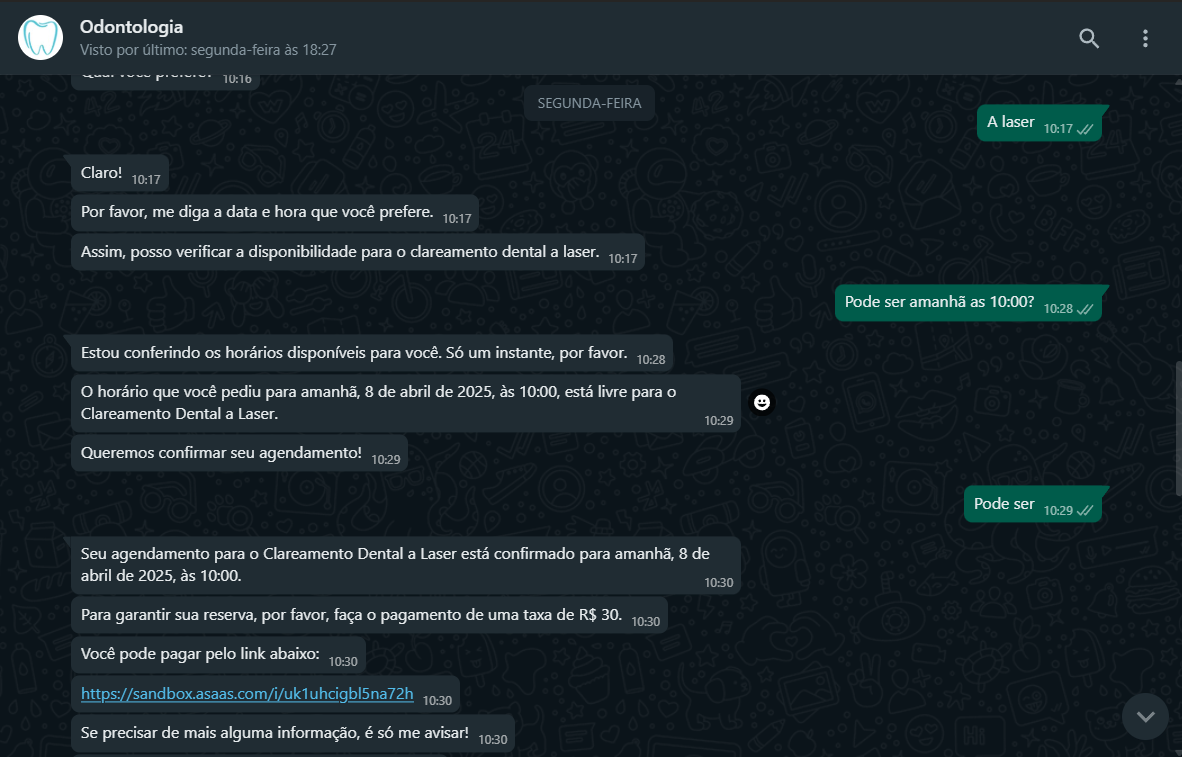 Odontologia
Visto por último: segunda-feira às 18:27
Qual você prefere? 10:16
SEGUNDA-FEIRA
A laser 10:17
Claro! 10:17
Por favor, me diga a data e hora que você prefere. 10:17
Assim, posso verificar a disponibilidade para o clareamento dental a laser. 10:17
Pode ser amanhã as 10:00? 10:28
Estou conferindo os horários disponíveis para você. Só um instante, por favor. 10:28
O horário que você pediu para amanhã, 8 de abril de 2025, às 10:00, está livre para o
Clareamento Dental a Laser.
10:29
Queremos confirmar seu agendamento! 10:29
Pode ser 10:29
Seu agendamento para o Clareamento Dental a Laser está confirmado para amanhã, 8 de
abril de 2025, às 10:00.
10:30
Para garantir sua reserva, por favor, faça o pagamento de uma taxa de R$ 30. 10:30
Você pode pagar pelo link abaixo: 10:30
https://sandbox.asaas.com/i/uk1uhcigbl5na72h 10:30
Se precisar de mais alguma informação, é só me avisar! 10:30